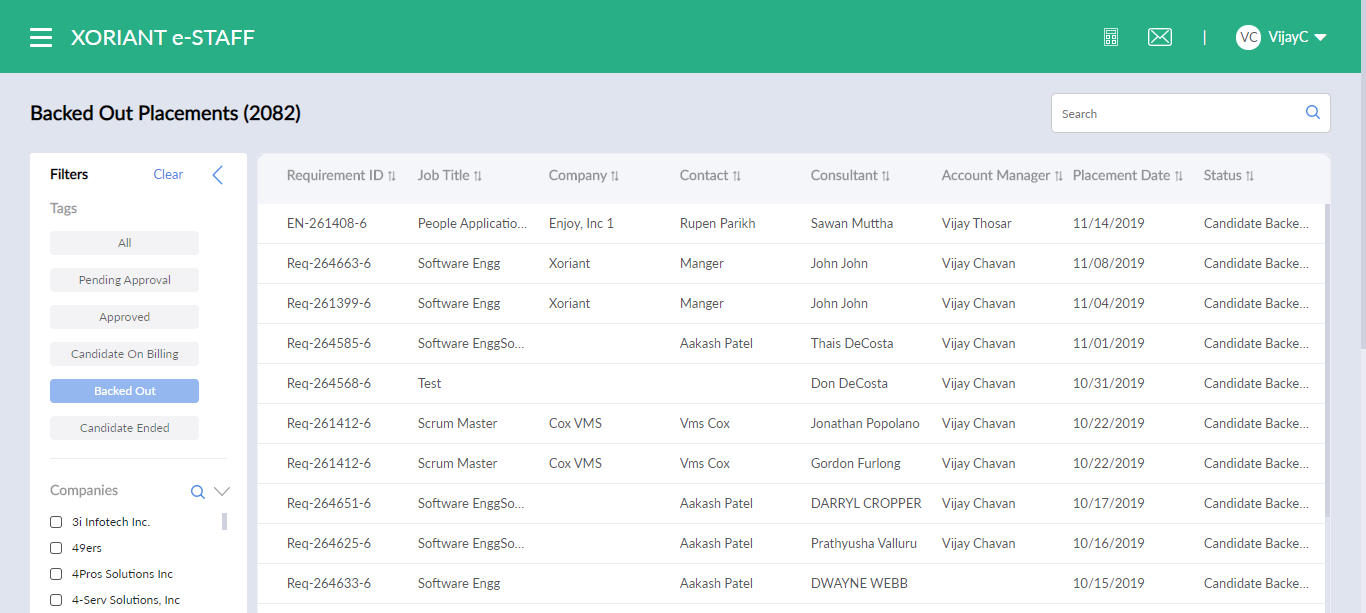 XORIANT e-STAFF
| VC VijayC
Backed Out Placements (2082)
Search
Filters Clear
Tags
All
Pending Approval
Approved
Candidate On Billing
Backed Out
Candidate Ended
Companies
3i Infotech Inc.
49ers
4Pros Solutions Inc
4-Serv Solutions, Inc
Requirement ID Job Title Company Contact Consultant Account Manager Placement Date Status
EN-261408-6 People Applicatio... Enjoy, Inc 1 Rupen Parikh Sawan Muttha Vijay Thosar 11/14/2019 Candidate Backe...
Req-264663-6 Software Engg Xoriant Manger John John Vijay Chavan 11/08/2019 Candidate Backe...
Req-261399-6 Software Engg Xoriant Manger John John Vijay Chavan 11/04/2019 Candidate Backe...
Req-264585-6 Software EnggSo... Aakash Patel Thais DeCosta Vijay Chavan 11/01/2019 Candidate Backe...
Req-264568-6 Test Don DeCosta Vijay Chavan 10/31/2019 Candidate Backe...
Req-261412-6 Scrum Master Cox VMS Vms Cox Jonathan Popolano Vijay Chavan 10/22/2019 Candidate Backe...
Req-261412-6 Scrum Master Cox VMS Vms Cox Gordon Furlong Vijay Chavan 10/22/2019 Candidate Backe...
Req-264651-6 Software EnggSo... Aakash Patel DARRYL CROPPER Vijay Chavan 10/17/2019 Candidate Backe...
Req-264625-6 Software EnggSo... Aakash Patel Prathyusha Valluru Vijay Chavan 10/16/2019 Candidate Backe...
Req-264633-6 Software Engg Aakash Patel DWAYNE WEBB 10/15/2019 Candidate Backe...